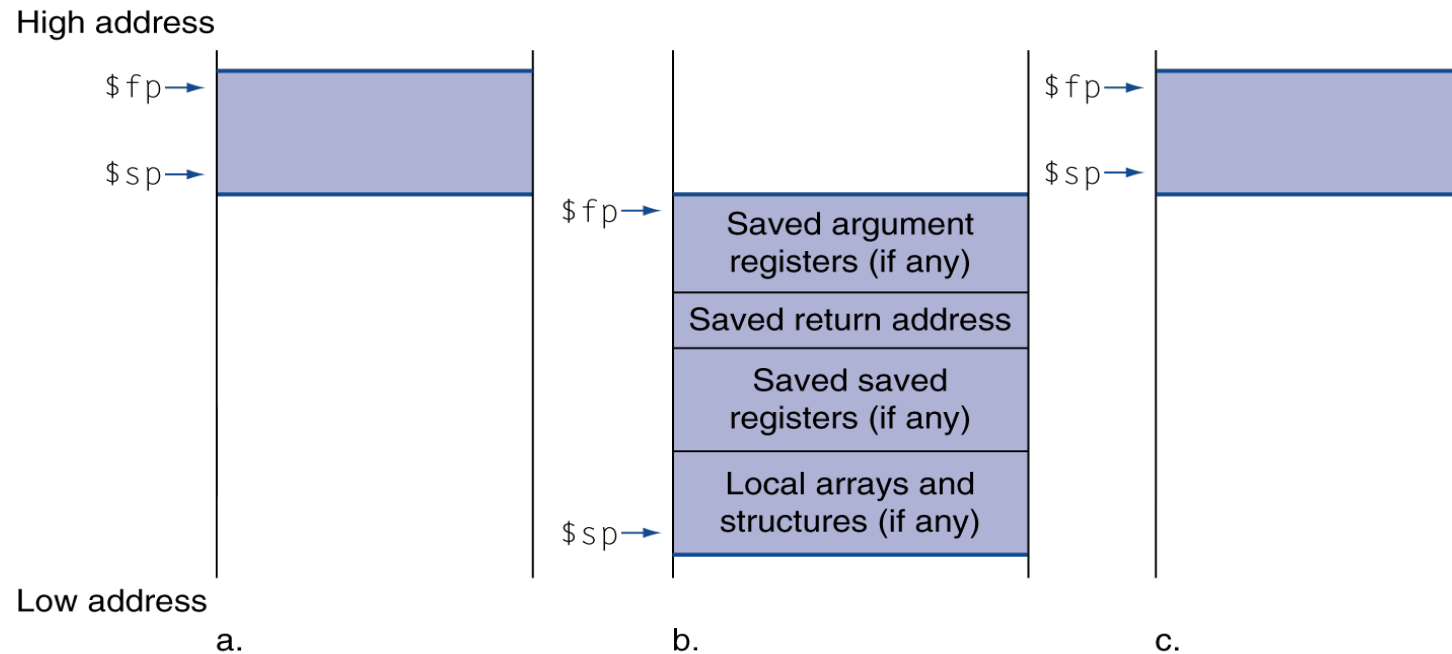 High address
$fp
$sp
$fp
Saved argument
registers (if any)
Saved return address
Saved saved
registers (if any)
Local arrays and
structures (if any)
$sp
$fp
$sp
Low address
a.
b.
c.